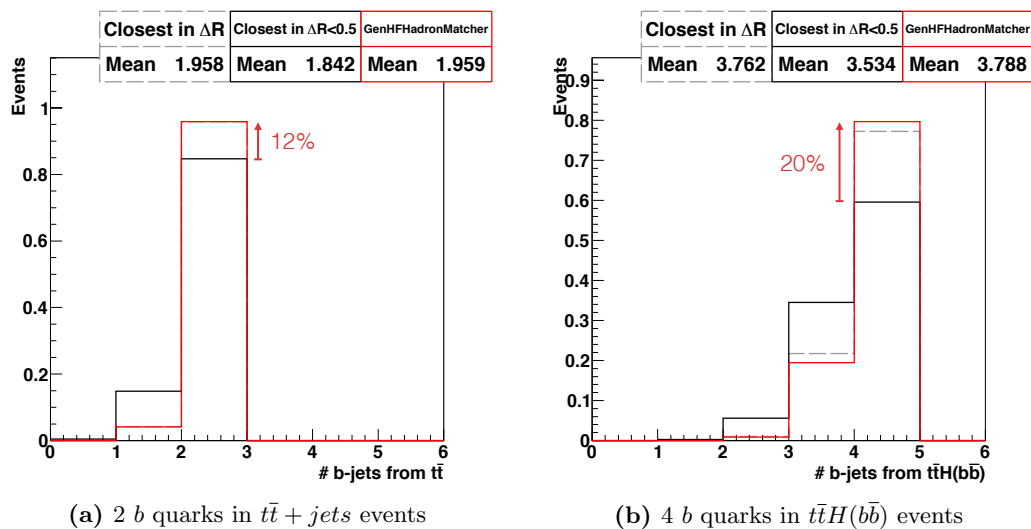 Closest in ΔR Closest in ΔR<0.5 GenHFHadronMatcher
Mean 1.958 Mean 1.842 Mean 1.959
Events
1
0.8
0.6
0.4
0.2
0
12%
0 1 2 3 4 5 6
# b-jets from tt̄
(a) 2 b quarks in tt̄ + jets events
Closest in ΔR Closest in ΔR<0.5 GenHFHadronMatcher
Mean 3.762 Mean 3.534 Mean 3.788
Events
0.9
0.8
0.7
0.6
0.5
0.4
0.3
0.2
0.1
0
20%
0 1 2 3 4 5 6
# b-jets from tt̄H(bb̄)
(b) 4 b quarks in tt̄H(bb̄) events